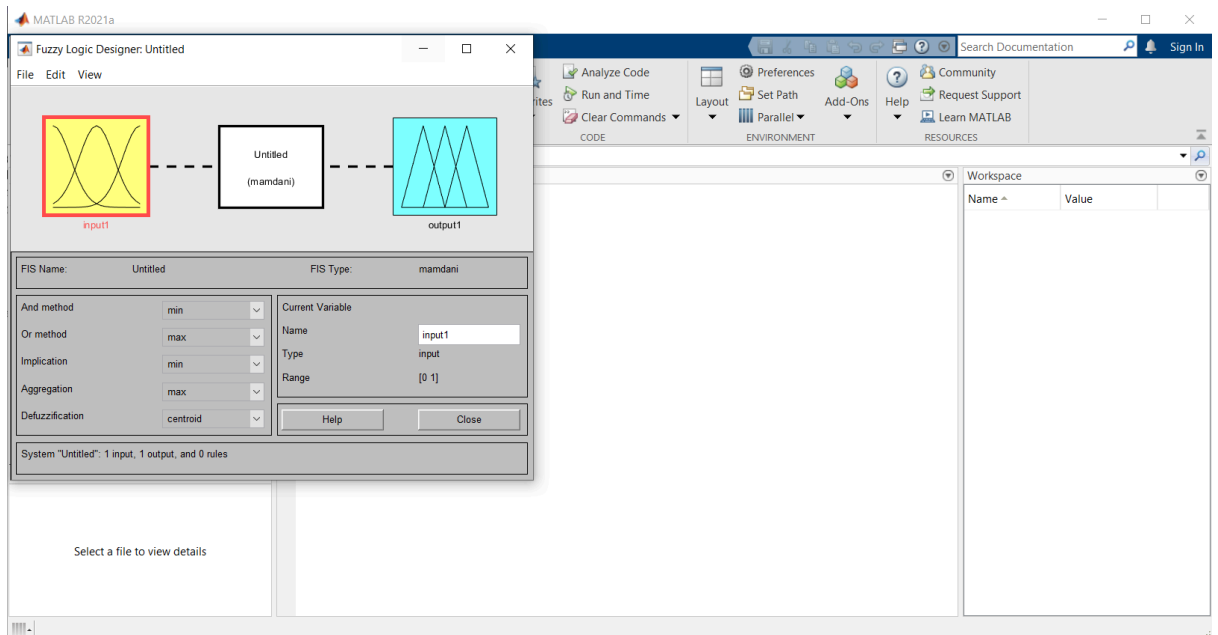 MATLAB R2021a
Fuzzy Logic Designer: Untitled
File Edit View
Untitled
(mamdani)
input1
output1
FIS Name: Untitled FIS Type: mamdani
And method min
Or method max
Implication min
Aggregation max
Defuzzification centroid
Current Variable
Name input1
Type input
Range [0 1]
Help Close
System "Untitled": 1 input, 1 output, and 0 rules
Search Documentation Sign In
rites
Analyze Code
Run and Time
Clear Commands
CODE
Layout
Preferences
Set Path
Parallel
Add-Ons
ENVIRONMENT
Help
Community
Request Support
Learn MATLAB
RESOURCES
Workspace
Name Value
Select a file to view details